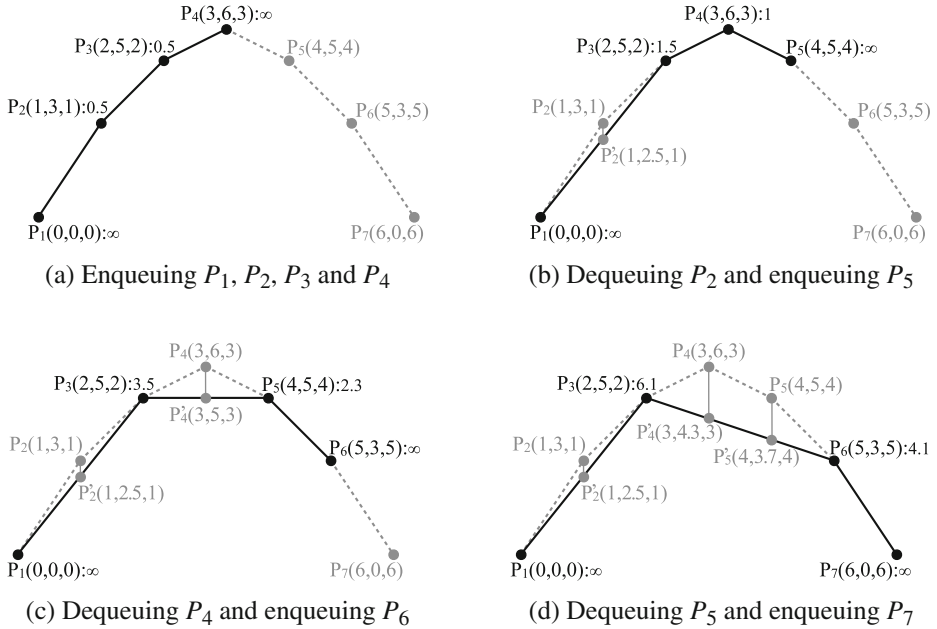 P4(3,6,3):∞
P3(2,5,2):0.5
P5(4,5,4)
P2(1,3,1):0.5
P6(5,3,5)
P1(0,0,0):∞
P7(6,0,6)
(a) Enqueuing P1, P2, P3 and P4
P4(3,6,3):1
P3(2,5,2):1.5
P5(4,5,4):∞
P2(1,3,1)
P6(5,3,5)
P'2(1,2.5,1)
P1(0,0,0):∞
P7(6,0,6)
(b) Dequeuing P2 and enqueue P5
P4(3,6,3)
P3(2,5,2):3.5
P5(4,5,4):2.3
P'4(3,5,3)
P2(1,3,1)
P6(5,3,5):∞
P'2(1,2.5,1)
P1(0,0,0):∞
P7(6,0,6)
(c) Dequeuing P4 and enqueuing P6
P4(3,6,3)
P3(2,5,2):6.1
P5(4,5,4)
P'4(3,4.3,3)
P2(1,3,1)
P'5(4,3.7,4)
P6(5,3,5):4.1
P'2(1,2.5,1)
P1(0,0,0):∞
P7(6,0,6):∞
(d) Dequeuing P5 and enqueuing P7